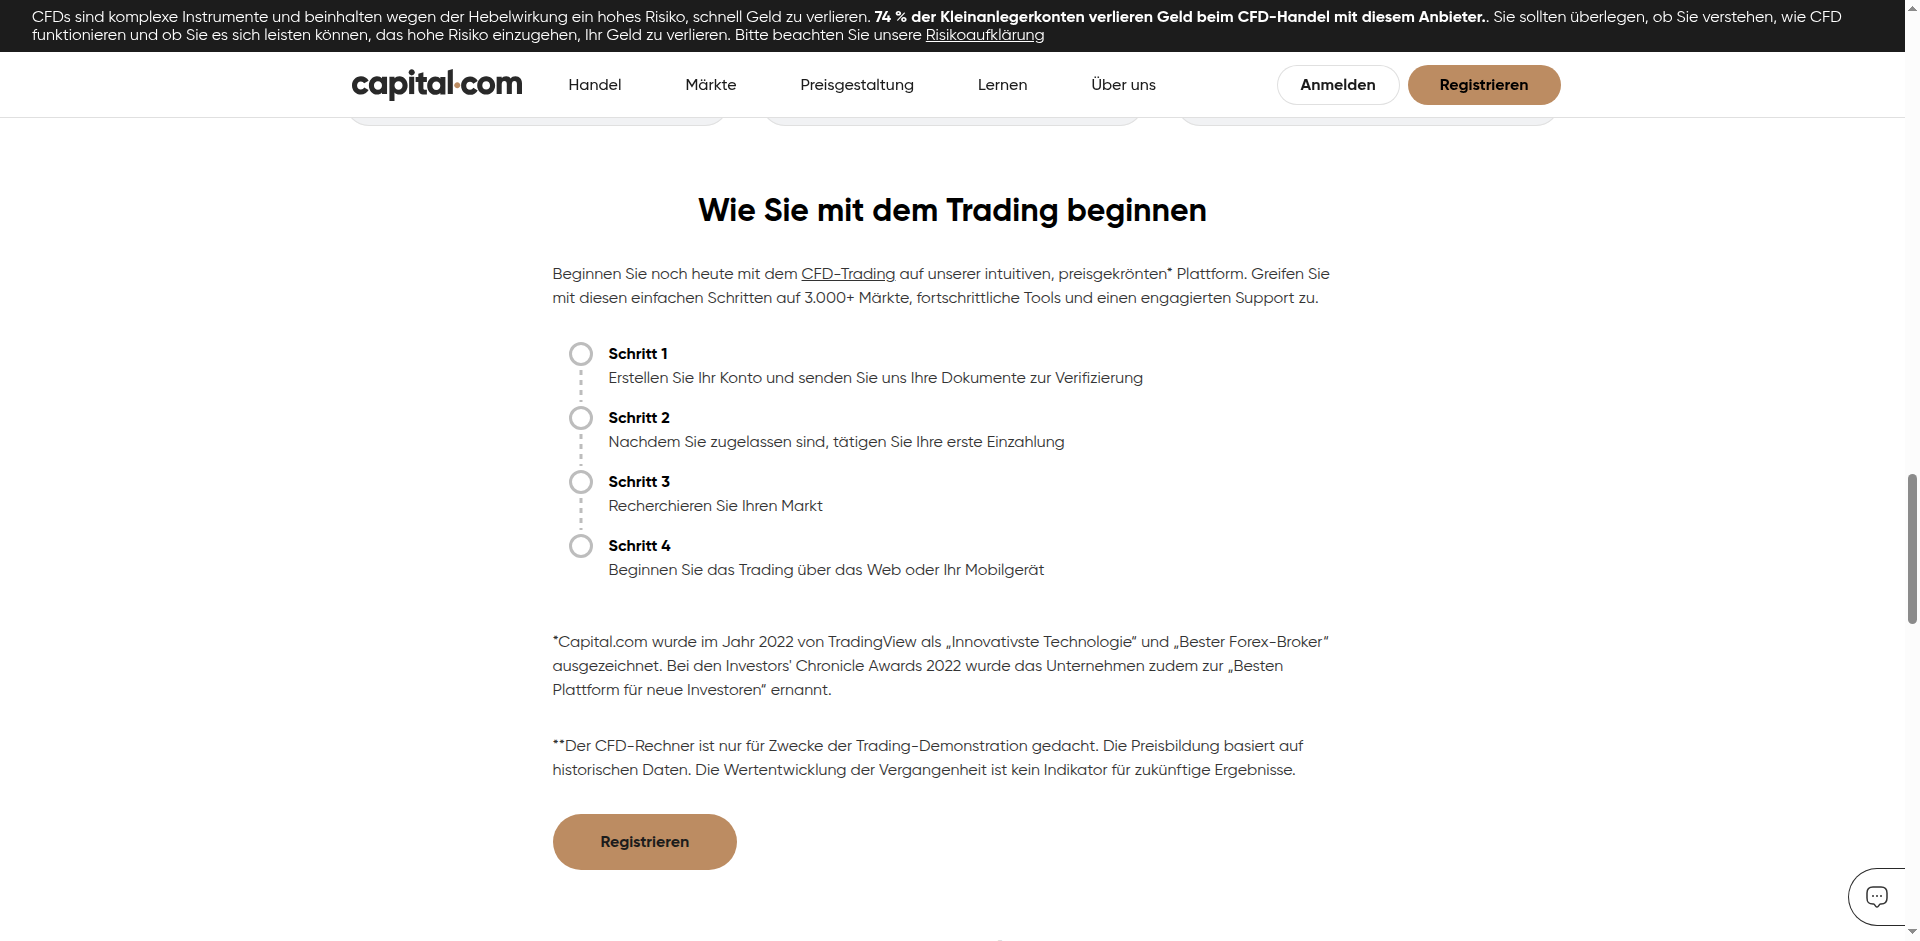 CFDs sind komplexe Instrumente und beinhalten wegen der Hebelwirkung ein hohes Risiko, schnell Geld zu verlieren. 74 % der Kleinanlegerkonten verlieren Geld beim CFD-Handel mit diesem Anbieter.. Sie sollten überlegen, ob Sie verstehen, wie CFD
funktionieren und ob Sie es sich leisten können, das hohe Risiko einzugehen, Ihr Geld zu verlieren. Bitte beachten Sie unsere Risikoaufklärung
capital.com Handel Märkte Preisgestaltung Lernen Über uns Anmelden Registrieren
Wie Sie mit dem Trading beginnen
Beginnen Sie noch heute mit dem CFD-Trading auf unserer intuitiven, preisgekrönten* Plattform. Greifen Sie
mit diesen einfachen Schritten auf 3.000+ Märkte, fortschrittliche Tools und einen engagierten Support zu.
Schritt 1
Erstellen Sie Ihr Konto und senden Sie uns Ihre Dokumente zur Verifizierung
Schritt 2
Nachdem Sie zugelassen sind, tätigen Sie Ihre erste Einzahlung
Schritt 3
Recherchieren Sie Ihren Markt
Schritt 4
Beginnen Sie das Trading über das Web oder Ihr Mobilgerät
*Capital.com wurde im Jahr 2022 von TradingView als „Innovativste Technologie“ und „Bester Forex-Broker“
ausgezeichnet. Bei den Investors' Chronicle Awards 2022 wurde das Unternehmen zudem zur „Besten
Plattform für neue Investoren“ ernannt.
**Der CFD-Rechner ist nur für Zwecke der Trading-Demonstration gedacht. Die Preisbildung basiert auf
historischen Daten. Die Wertentwicklung der Vergangenheit ist kein Indikator für zukünftige Ergebnisse.
Registrieren